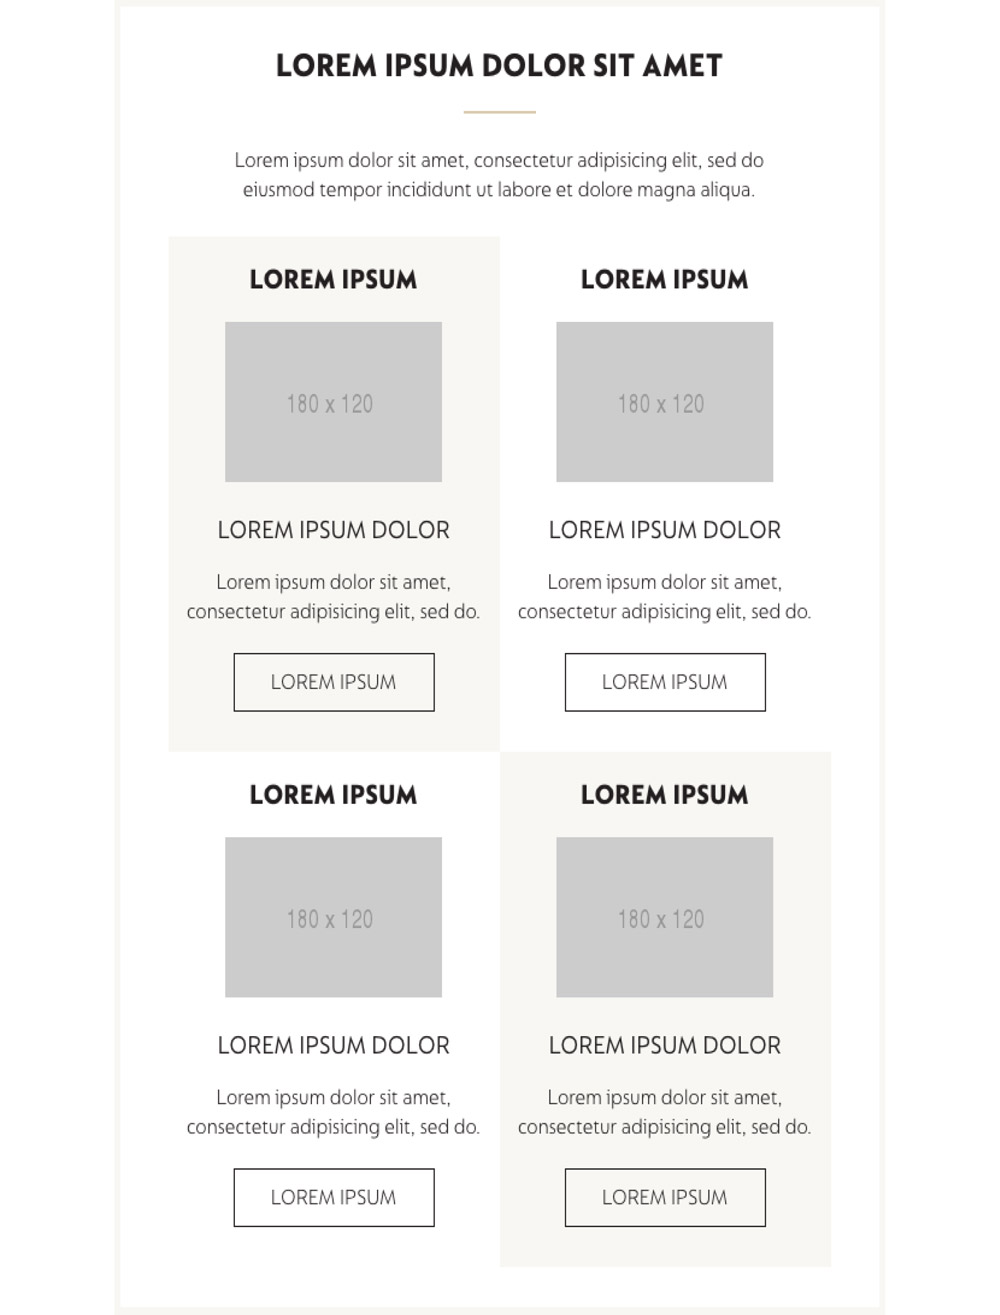 LOREM IPSUM DOLOR SIT AMET
Lorem ipsum dolor sit amet, consectetur adipisicing elit, sed do
eiusmod tempor incididunt ut labore et dolore magna aliqua.
LOREM IPSUM
180 x 120
LOREM IPSUM DOLOR
Lorem ipsum dolor sit amet,
consectetur adipisicing elit, sed do.
LOREM IPSUM
LOREM IPSUM
180 x 120
LOREM IPSUM DOLOR
Lorem ipsum dolor sit amet,
consectetur adipisicing elit, sed do.
LOREM IPSUM
LOREM IPSUM
180 x 120
LOREM IPSUM DOLOR
Lorem ipsum dolor sit amet,
consectetur adipisicing elit, sed do.
LOREM IPSUM
LOREM IPSUM
180 x 120
LOREM IPSUM DOLOR
Lorem ipsum dolor sit amet,
consectetur adipisicing elit, sed do.
LOREM IPSUM